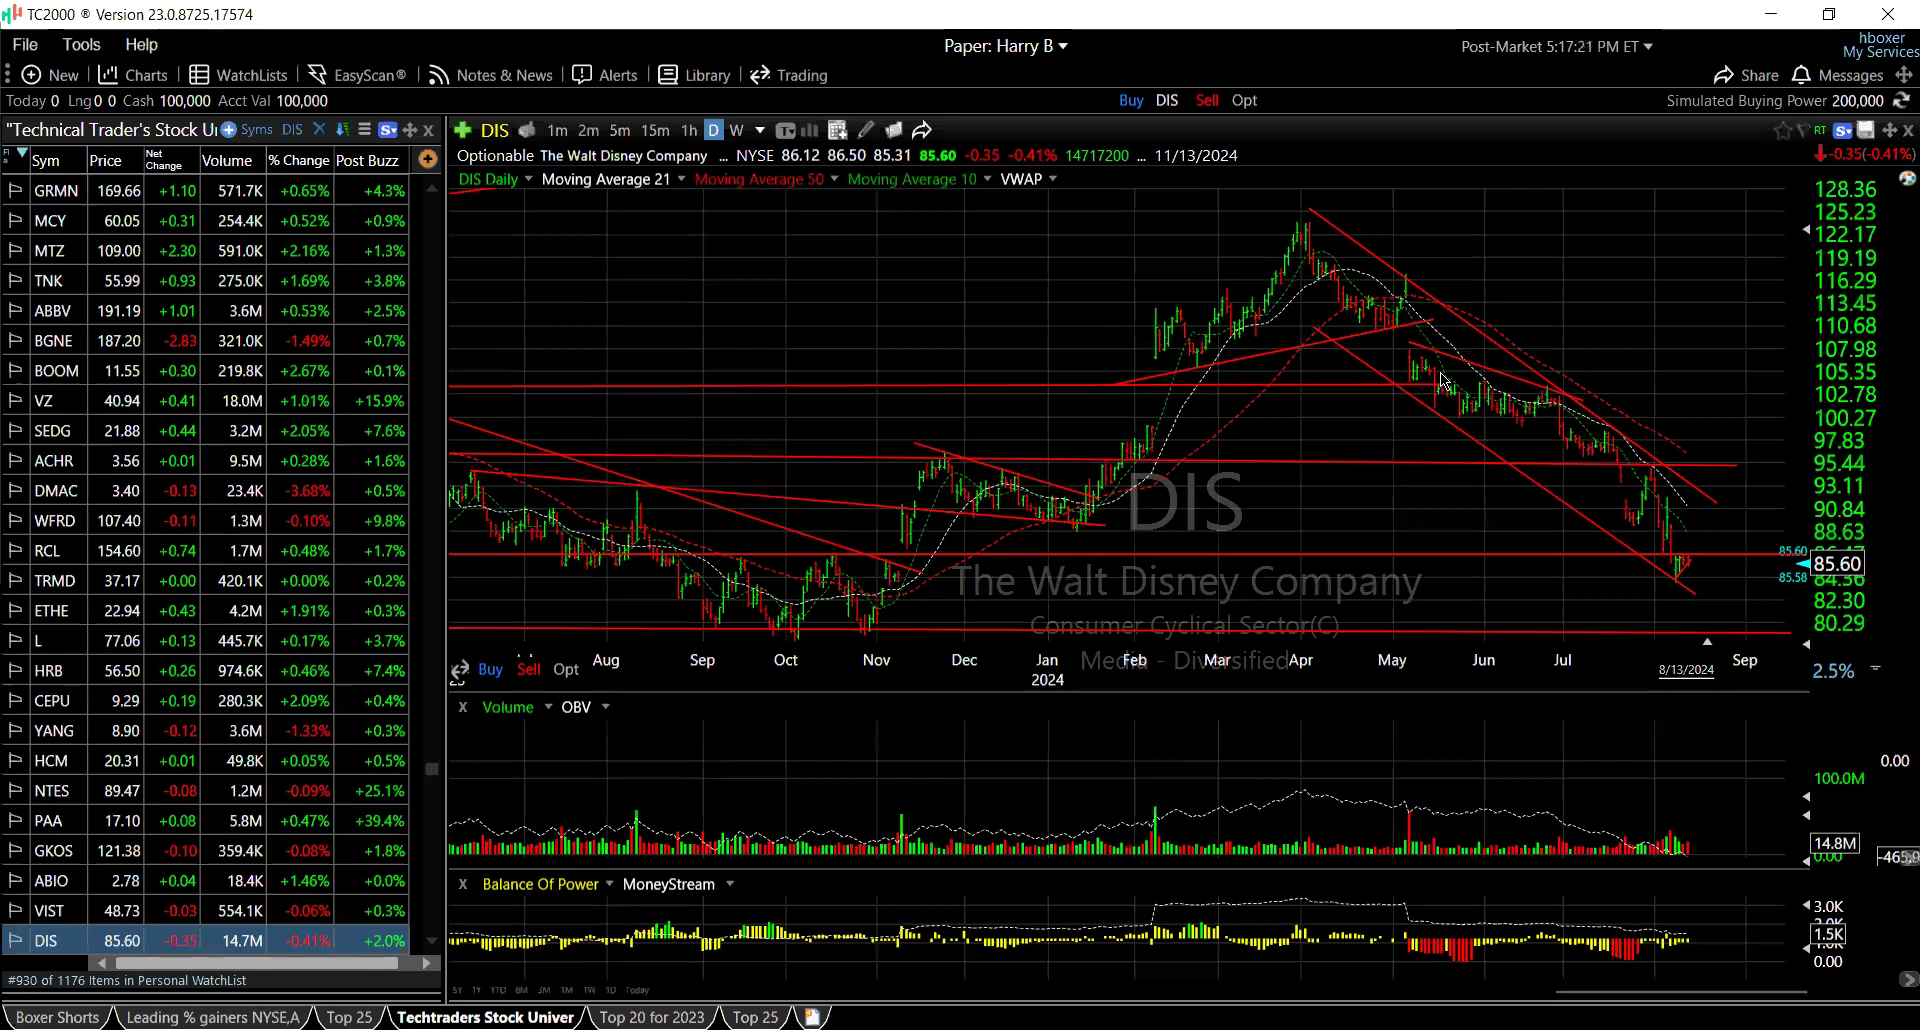 TC2000 ® Version 23.0.8725.17574
File Tools Help
Paper: Harry B
Post-Market 5:17:21 PM ET
hboxer
My Services
New Charts WatchLists EasyScan® Notes & News Alerts Library Trading
Share Messages
Today 0 Lng 0 0 Cash 100,000 Acct Val 100,000
Buy DIS Sell Opt
Simulated Buying Power 200,000
"Technical Trader's Stock Ui Syms DIS
DIS 1m 2m 5m 15m 1h D W
RT
Optionable The Walt Disney Company ... NYSE 86.12 86.50 85.31 85.60 -0.35 -0.41% 14717200 ... 11/13/2024
-0.35(-0.41%)
DIS Daily Moving Average 21 Moving Average 50 Moving Average 10 VWAP
Sym Price Net Change Volume % Change Post Buzz
GRMN 169.66 +1.10 571.7K +0.65% +4.3%
MCY 60.05 +0.31 254.4K +0.52% +0.9%
MTZ 109.00 +2.30 591.0K +2.16% +1.3%
TNK 55.99 +0.93 275.0K +1.69% +3.8%
ABBV 191.19 +1.01 3.6M +0.53% +2.5%
BGNE 187.20 -2.83 321.0K -1.49% +0.7%
BOOM 11.55 +0.30 219.8K +2.67% +0.1%
VZ 40.94 +0.41 18.0M +1.01% +15.9%
SEDG 21.88 +0.44 3.2M +2.05% +7.6%
ACHR 3.56 +0.01 9.5M +0.28% +1.6%
DMAC 3.40 -0.13 23.4K -3.68% +0.5%
WFRD 107.40 -0.11 1.3M -0.10% +9.8%
RCL 154.60 +0.74 1.7M +0.48% +1.7%
TRMD 37.17 +0.00 420.1K +0.00% +0.2%
ETHE 22.94 +0.43 4.2M +1.91% +0.3%
L 77.06 +0.13 445.7K +0.17% +3.7%
HRB 56.50 +0.26 974.6K +0.46% +7.4%
CEPU 9.29 +0.19 280.3K +2.09% +0.4%
YANG 8.90 -0.12 3.6M -1.33% +0.3%
HCM 20.31 +0.01 49.8K +0.05% +0.5%
NTES 89.47 -0.08 1.2M -0.09% +25.1%
PAA 17.10 +0.08 5.8M +0.47% +39.4%
GKOS 121.38 -0.10 359.4K -0.08% +1.8%
ABIO 2.78 +0.04 18.4K +1.46% +0.0%
VIST 48.73 -0.03 554.1K -0.06% +0.3%
DIS 85.60 -0.35 14.7M -0.41% +2.0%
#930 of 1176 Items in Personal WatchList
128.36
125.23
122.17
119.19
116.29
113.45
110.68
107.98
105.35
102.78
100.27
97.83
95.44
93.11
90.84
88.63
85.60
85.60
85.58
84.56
82.30
80.29
DIS
The Walt Disney Company
Consumer Cyclical Sector(C)
Media - Diversified
Aug Sep Oct Nov Dec Jan Feb Mar Apr May Jun Jul Sep
2024
8/13/2024
Buy Sell Opt
2.5%
X Volume OBV
0.00
100.0M
14.8M
0.00
X Balance Of Power MoneyStream
3.0K
1.5K
0.00
5Y 1Y YTD 6M 3M 1M 1W 1D Today
Boxer Shorts Leading % gainers NYSE,A Top 25 Techtraders Stock Univer Top 20 for 2023 Top 25